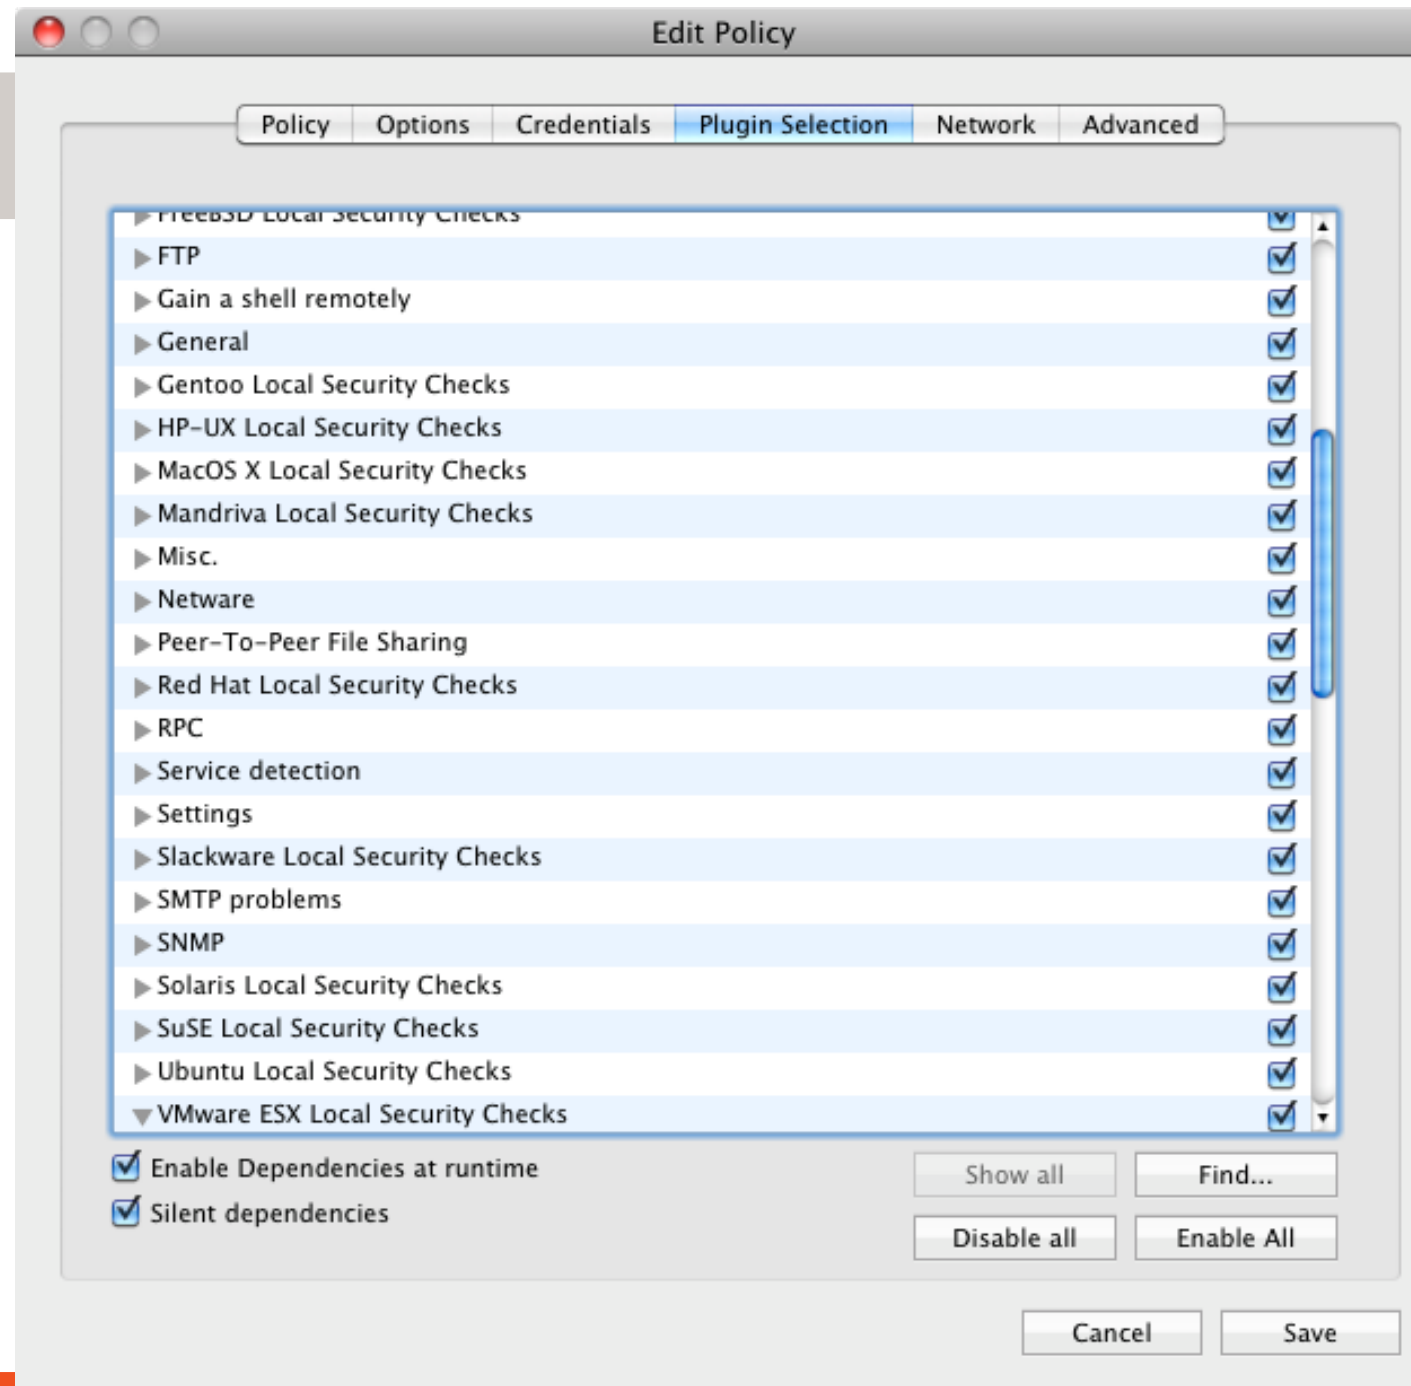 Edit Policy
Policy Options Credentials Plugin Selection Network Advanced
FreeBSD Local Security Checks
FTP
Gain a shell remotely
General
Gentoo Local Security Checks
HP-UX Local Security Checks
MacOS X Local Security Checks
Mandriva Local Security Checks
Misc.
Netware
Peer-To-Peer File Sharing
Red Hat Local Security Checks
RPC
Service detection
Settings
Slackware Local Security Checks
SMTP problems
SNMP
Solaris Local Security Checks
SuSE Local Security Checks
Ubuntu Local Security Checks
VMware ESX Local Security Checks
Enable Dependencies at runtime
Show all Find...
Silent dependencies
Disable all Enable All
Cancel Save